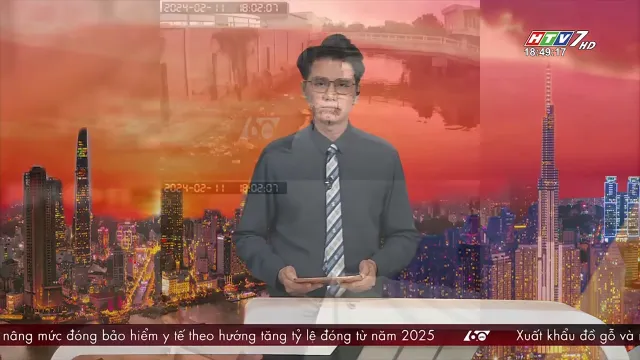 2024-02-11 18:02:07
HTV7 HD
18:49:17
2024-02-11 18:02:07
nâng mức đóng bảo hiểm y tế theo hướng tăng tỷ lệ đóng từ năm 2025 60 Xuất khẩu đồ gỗ và